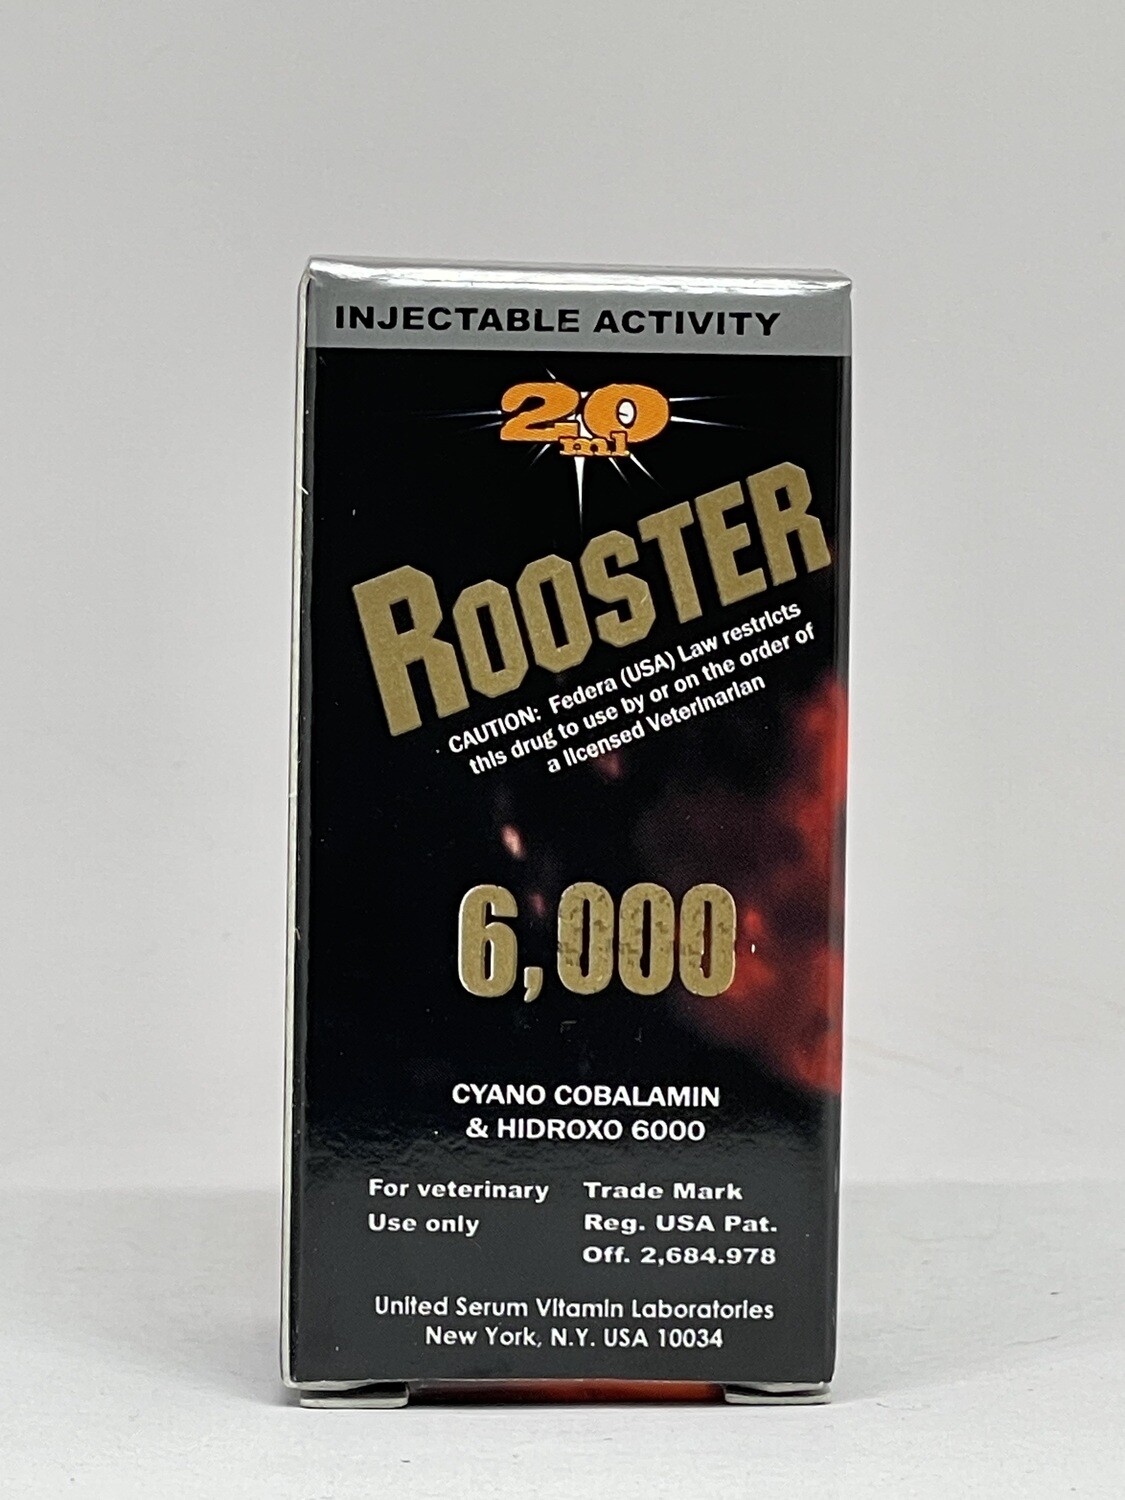 INJECTABLE ACTIVITY
20
ml
ROOSTER
CAUTION: Federa (USA) Law restricts
this drug to use by or on the order of
a licensed Veterinarian
6,000
CYANO COBALAMIN
& HIDROXO 6000
For veterinary
Use only
Trade Mark
Reg. USA Pat.
Off. 2,684.978
United Serum Vitamin Laboratories
New York, N.Y. USA 10034